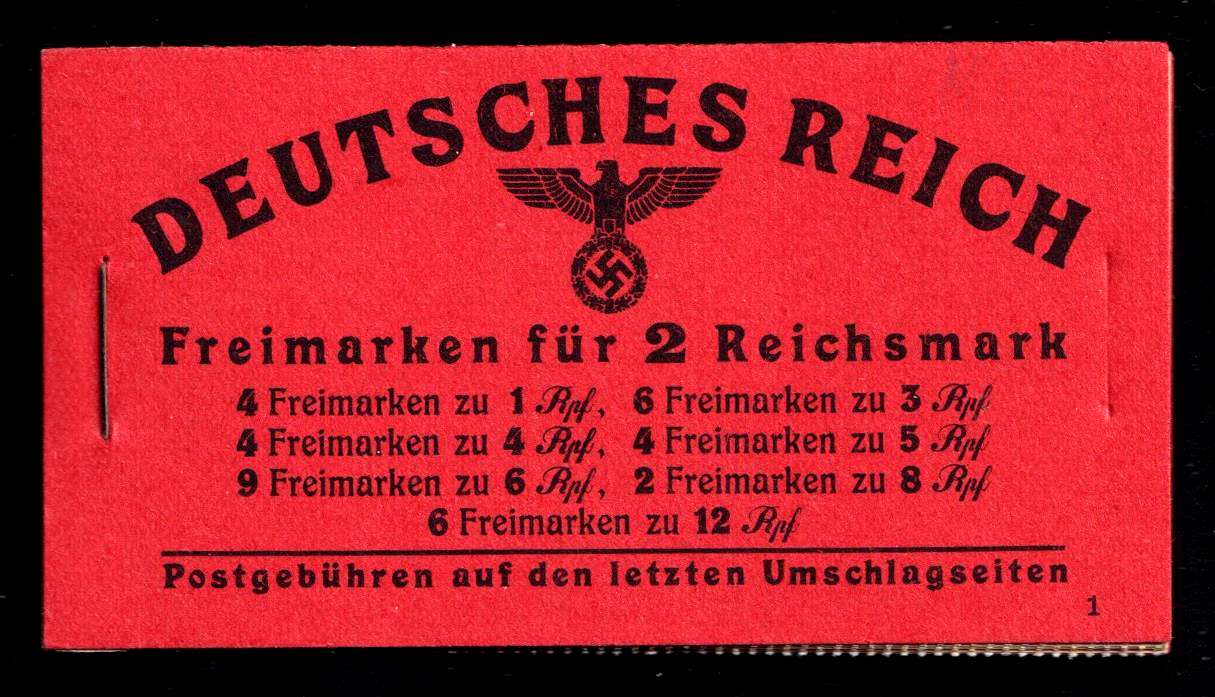 DEUTSCHES REICH
Freimarken für 2 Reichsmark
4 Freimarken zu 1 Rpf, 6 Freimarken zu 3 Rpf
4 Freimarken zu 4 Rpf, 4 Freimarken zu 5 Rpf
9 Freimarken zu 6 Rpf, 2 Freimarken zu 8 Rpf
6 Freimarken zu 12 Rpf
Postgebühren auf den letzten Umschlagseiten
1